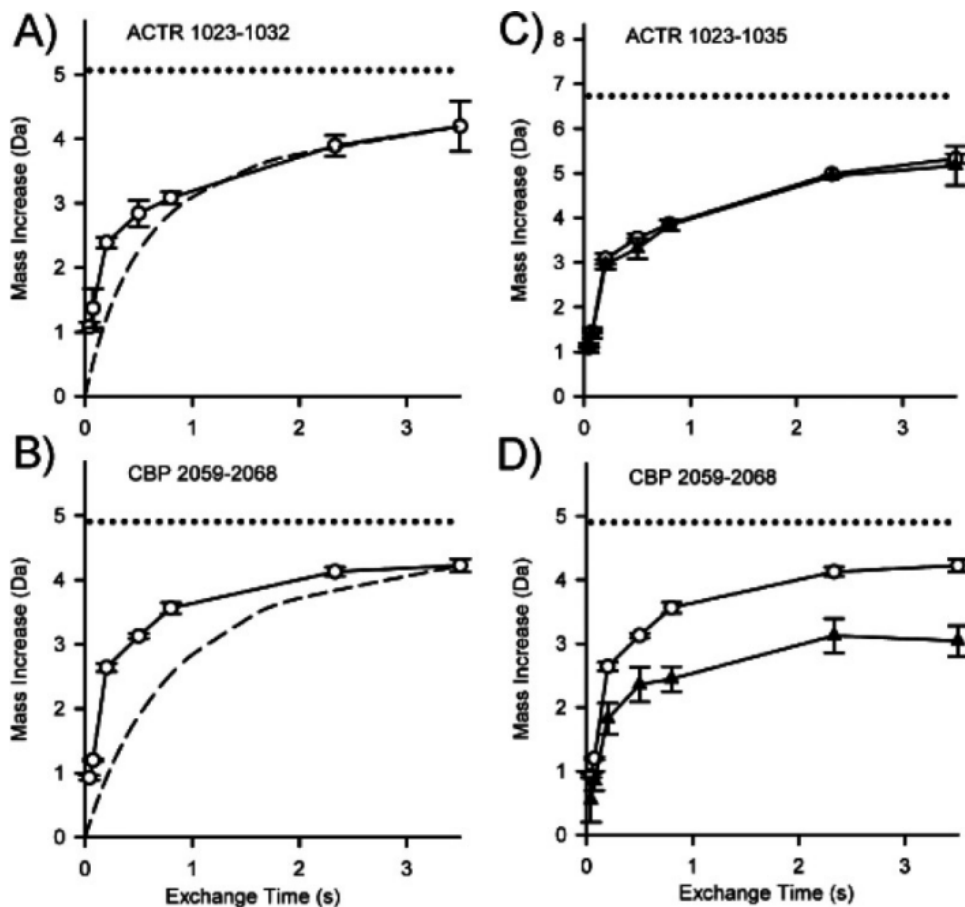 A) ACTR 1023-1032
Mass Increase (Da)
5
4
3
2
1
0
0 1 2 3
C) ACTR 1023-1035
Mass Increase (Da)
8
7
6
5
4
3
2
1
0
0 1 2 3
B) CBP 2059-2068
Mass Increase (Da)
5
4
3
2
1
0
0 1 2 3
Exchange Time (s)
D) CBP 2059-2068
Mass Increase (Da)
5
4
3
2
1
0
0 1 2 3
Exchange Time (s)